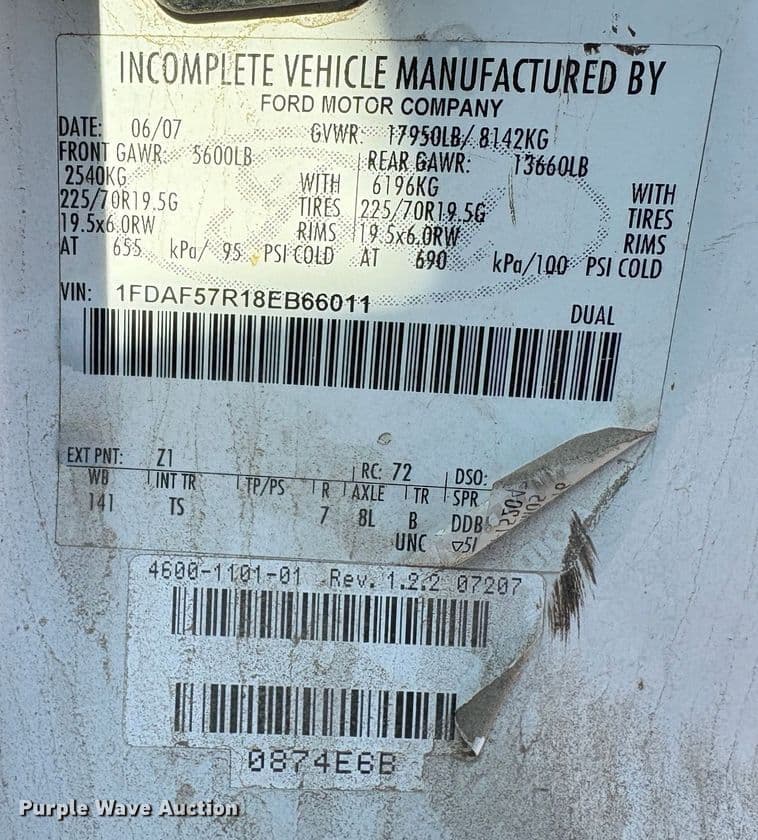 INCOMPLETE VEHICLE MANUFACTURED BY
FORD MOTOR COMPANY
DATE: 06/07 GVWR: 17950LB/ 8142KG
FRONT GAWR: 5600LB REAR GAWR: 13660LB
2540KG WITH 6196KG WITH
225/70R19.5G TIRES 225/70R19.5G TIRES
19.5x6.0RW RIMS 19.5x6.0RW RIMS
AT 655 kPa/ 95 PSI COLD AT 690 kPa/100 PSI COLD
VIN: 1FDAF57R18EB66011 DUAL
EXT PNT: Z1 RC: 72 DSO:
WB INT TR TP/PS R AXLE TR SPR
141 TS 7 8L B DDB
UNC ▽51
4600-1101-01 Rev. 1.2.2 07207
0874E6B
Purple Wave Auction